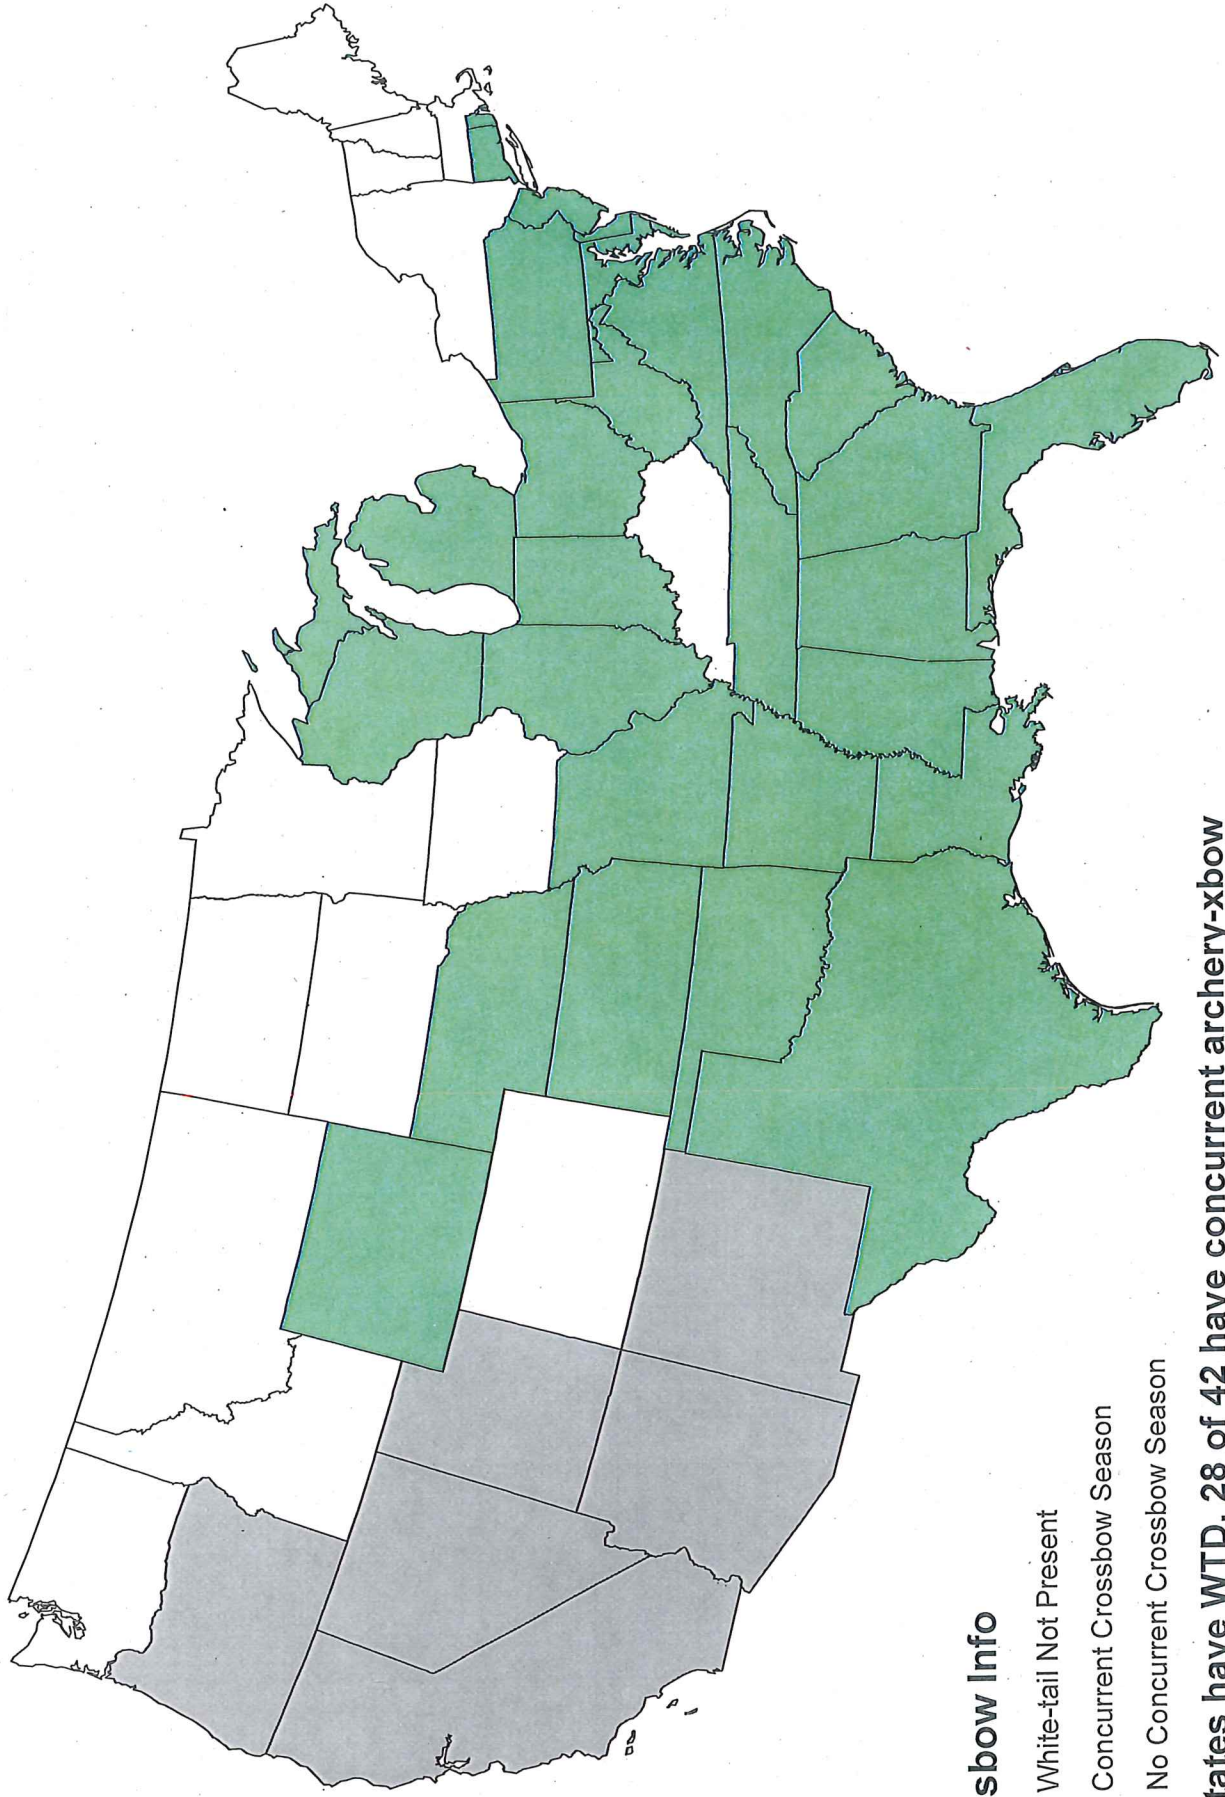 sbow Info
White-tail Not Present
Concurrent Crossbow Season
No Concurrent Crossbow Season
tates have WTD, 28 of 42 have concurrent archery-xbow